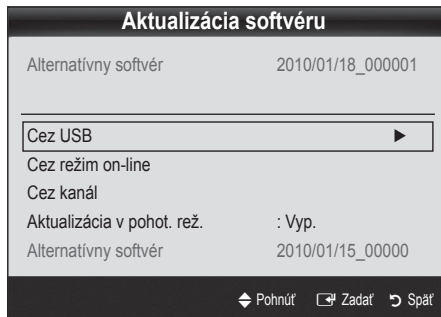 Aktualizácia softvéru
Alternatívny softvér 2010/01/18_000001
Cez USB
Cez režim on-line
Cez kanál
Aktualizácia v pohot. rež. : Vyp.
Alternatívny softvér 2010/01/15_00000
Pohnúť Zadať Späť